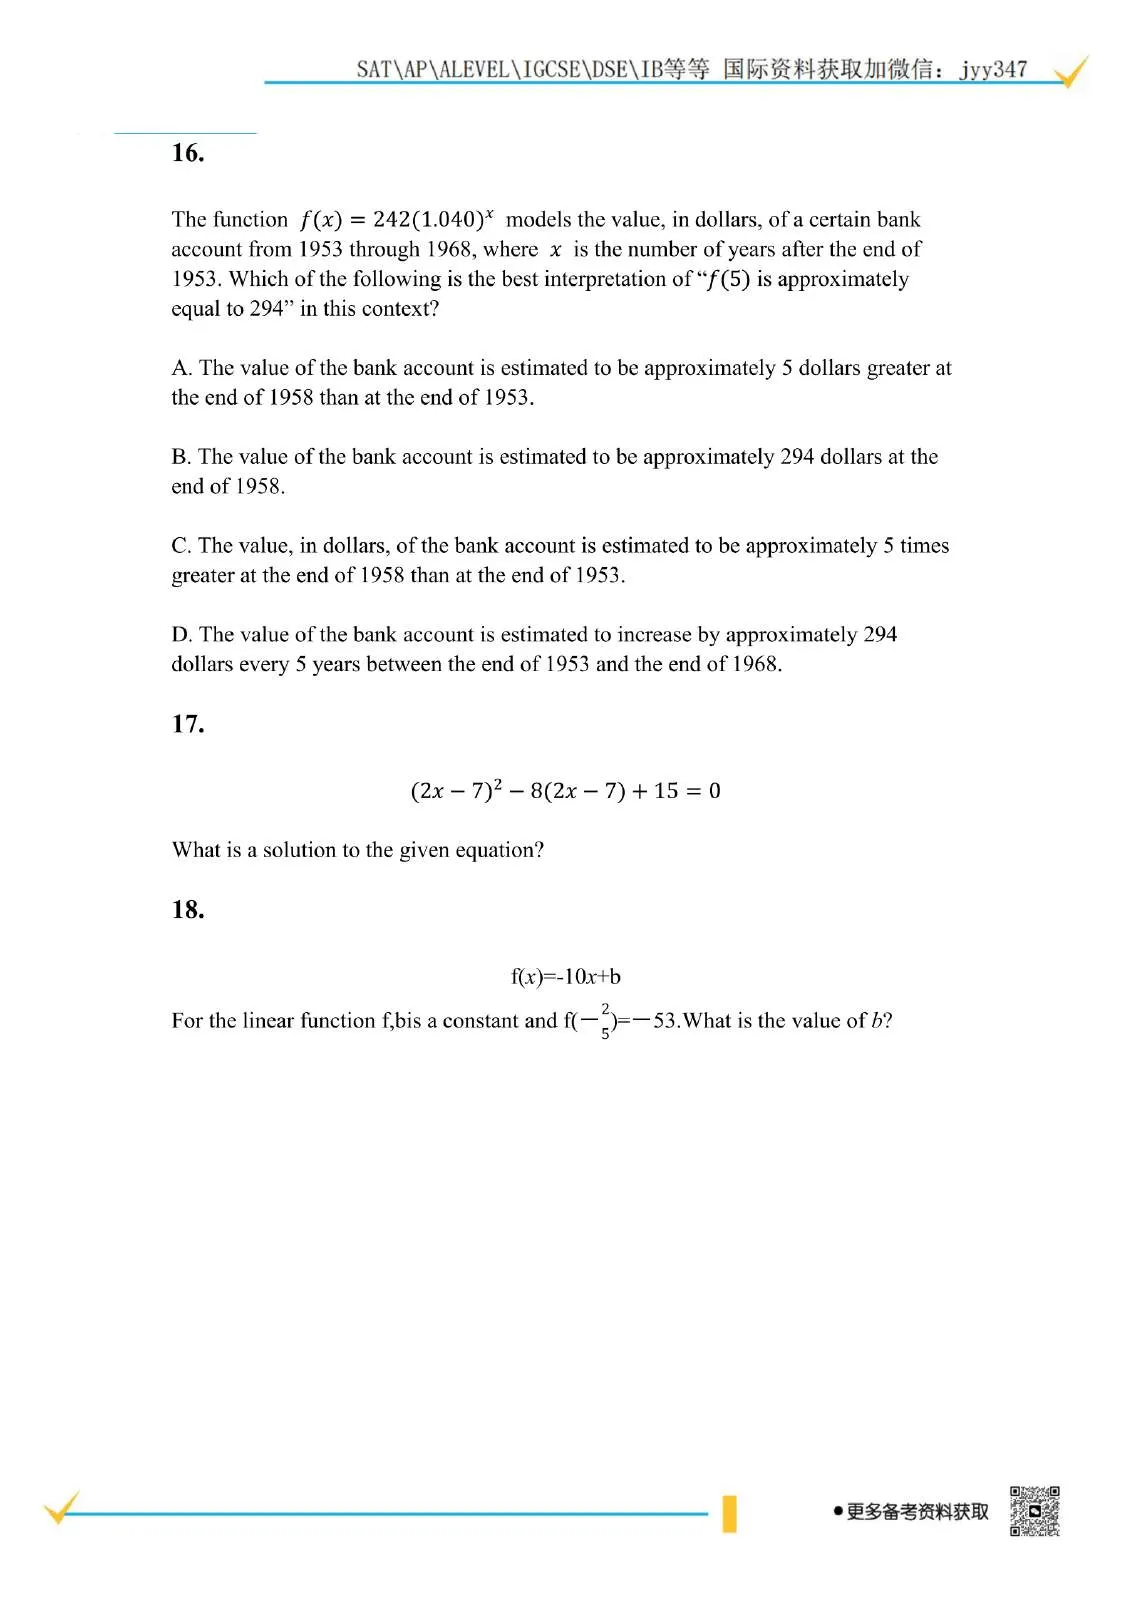 SAT\AP\ALEVEL\IGCSE\DSE\IB等等 国际资料获取加微信：jyy347
16.
The function f(x) = 242(1.040)^x models the value, in dollars, of a certain bank
account from 1953 through 1968, where x is the number of years after the end of
1953. Which of the following is the best interpretation of “f(5) is approximately
equal to 294” in this context?
A. The value of the bank account is estimated to be approximately 5 dollars greater at
the end of 1958 than at the end of 1953.
B. The value of the bank account is estimated to be approximately 294 dollars at the
end of 1958.
C. The value, in dollars, of the bank account is estimated to be approximately 5 times
greater at the end of 1958 than at the end of 1953.
D. The value of the bank account is estimated to increase by approximately 294
dollars every 5 years between the end of 1953 and the end of 1968.
17.
(2x − 7)² − 8(2x − 7) + 15 = 0
What is a solution to the given equation?
18.
f(x)=-10x+b
For the linear function f,bis a constant and f(−2/5)=−53.What is the value of b?
●更多备考资料获取